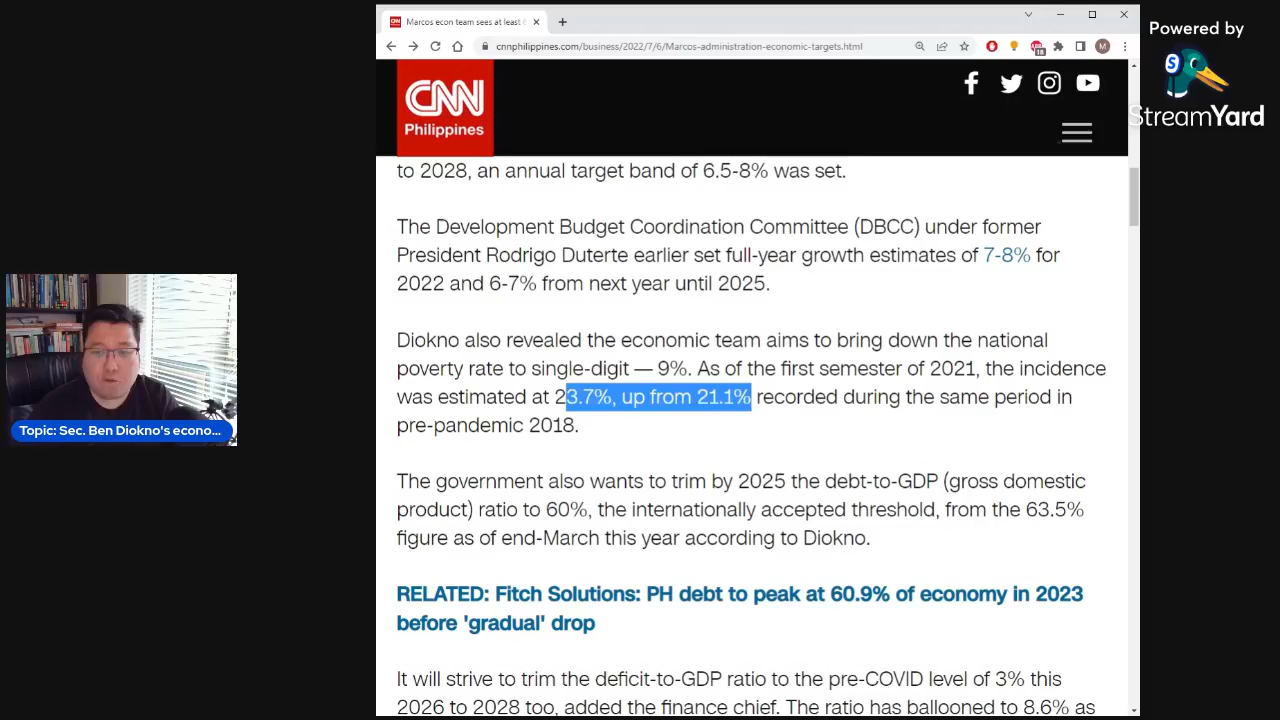 Marcos econ team sees at least 6
cnnphilippines.com/business/2022/7/6/Marcos-administration-economic-targets.html
18
M
Powered by
S
StreamYard
CNN
Philippines
to 2028, an annual target band of 6.5-8% was set.
The Development Budget Coordination Committee (DBCC) under former
President Rodrigo Duterte earlier set full-year growth estimates of 7-8% for
2022 and 6-7% from next year until 2025.
Diokno also revealed the economic team aims to bring down the national
poverty rate to single-digit — 9%. As of the first semester of 2021, the incidence
was estimated at 23.7%, up from 21.1% recorded during the same period in
pre-pandemic 2018.
The government also wants to trim by 2025 the debt-to-GDP (gross domestic
product) ratio to 60%, the internationally accepted threshold, from the 63.5%
figure as of end-March this year according to Diokno.
RELATED: Fitch Solutions: PH debt to peak at 60.9% of economy in 2023
before 'gradual' drop
It will strive to trim the deficit-to-GDP ratio to the pre-COVID level of 3% this
2026 to 2028 too, added the finance chief. The ratio has ballooned to 8.6% as
Topic: Sec. Ben Diokno's econo...